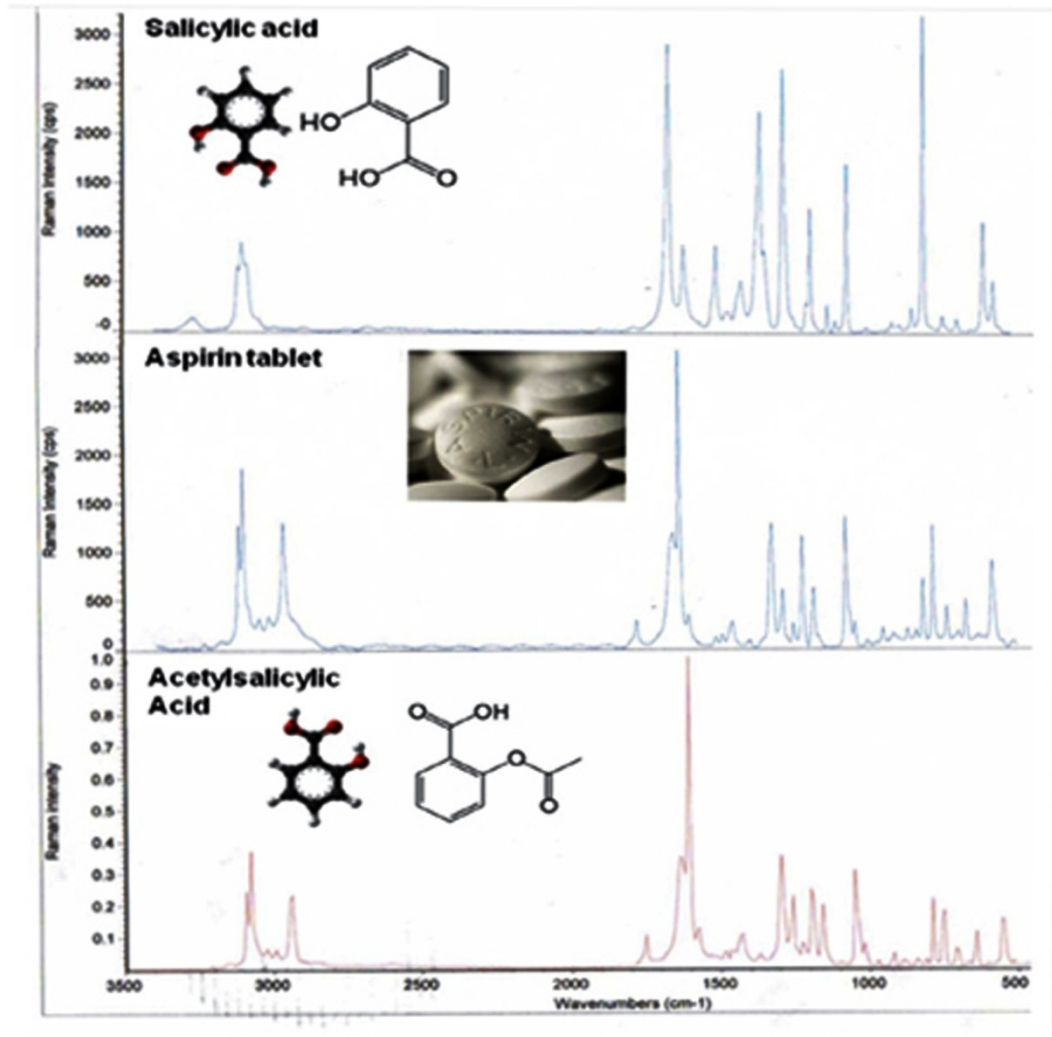 Salicylic acid
3000
2500
2000
1500
1000
500
-0
Raman Intensity (cps)
HO
HO
O
Aspirin tablet
3000
2500
2000
1500
1000
500
0
Raman Intensity (cps)
ASPIRIN
Acetylsalicylic
Acid
1.0
0.9
0.8
0.7
0.6
0.5
0.4
0.3
0.2
0.1
Raman Intensity
O
OH
O
O
3500 3000 2500 2000 1500 1000 500
Wavenumbers (cm-1)